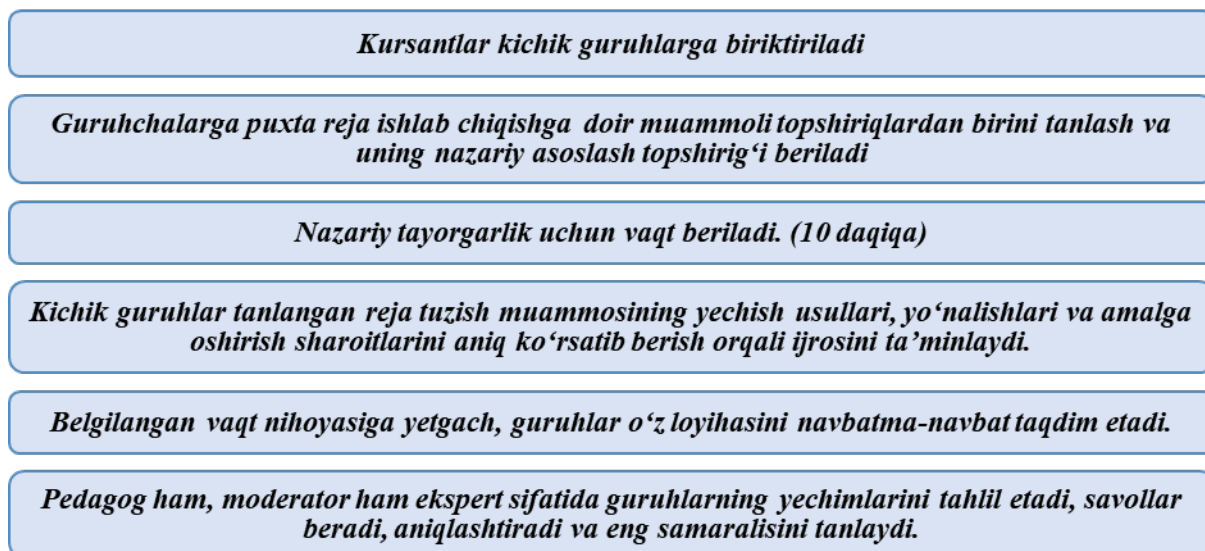 Kursantlar kichik guruhlarga biriktiriladi
Guruhchalarga puxta reja ishlab chiqishga doir muammoli topshiriqlardan birini tanlash va
uning nazariy asoslash topshirig‘i beriladi
Nazariy tayorgarlik uchun vaqt beriladi. (10 daqiqa)
Kichik guruhlar tanlangan reja tuzish muammosining yechish usullari, yo‘nalishlari va amalga
oshirish sharoitlarini aniq ko‘rsatib berish orqali ijrosini ta’minlaydi.
Belgilangan vaqt nihoyasiga yetgach, guruhlar o‘z loyihasini navbatma-navbat taqdim etadi.
Pedagog ham, moderator ham ekspert sifatida guruhlarning yechimlarini tahlil etadi, savollar
beradi, aniqlashtiradi va eng samaralisini tanlaydi.